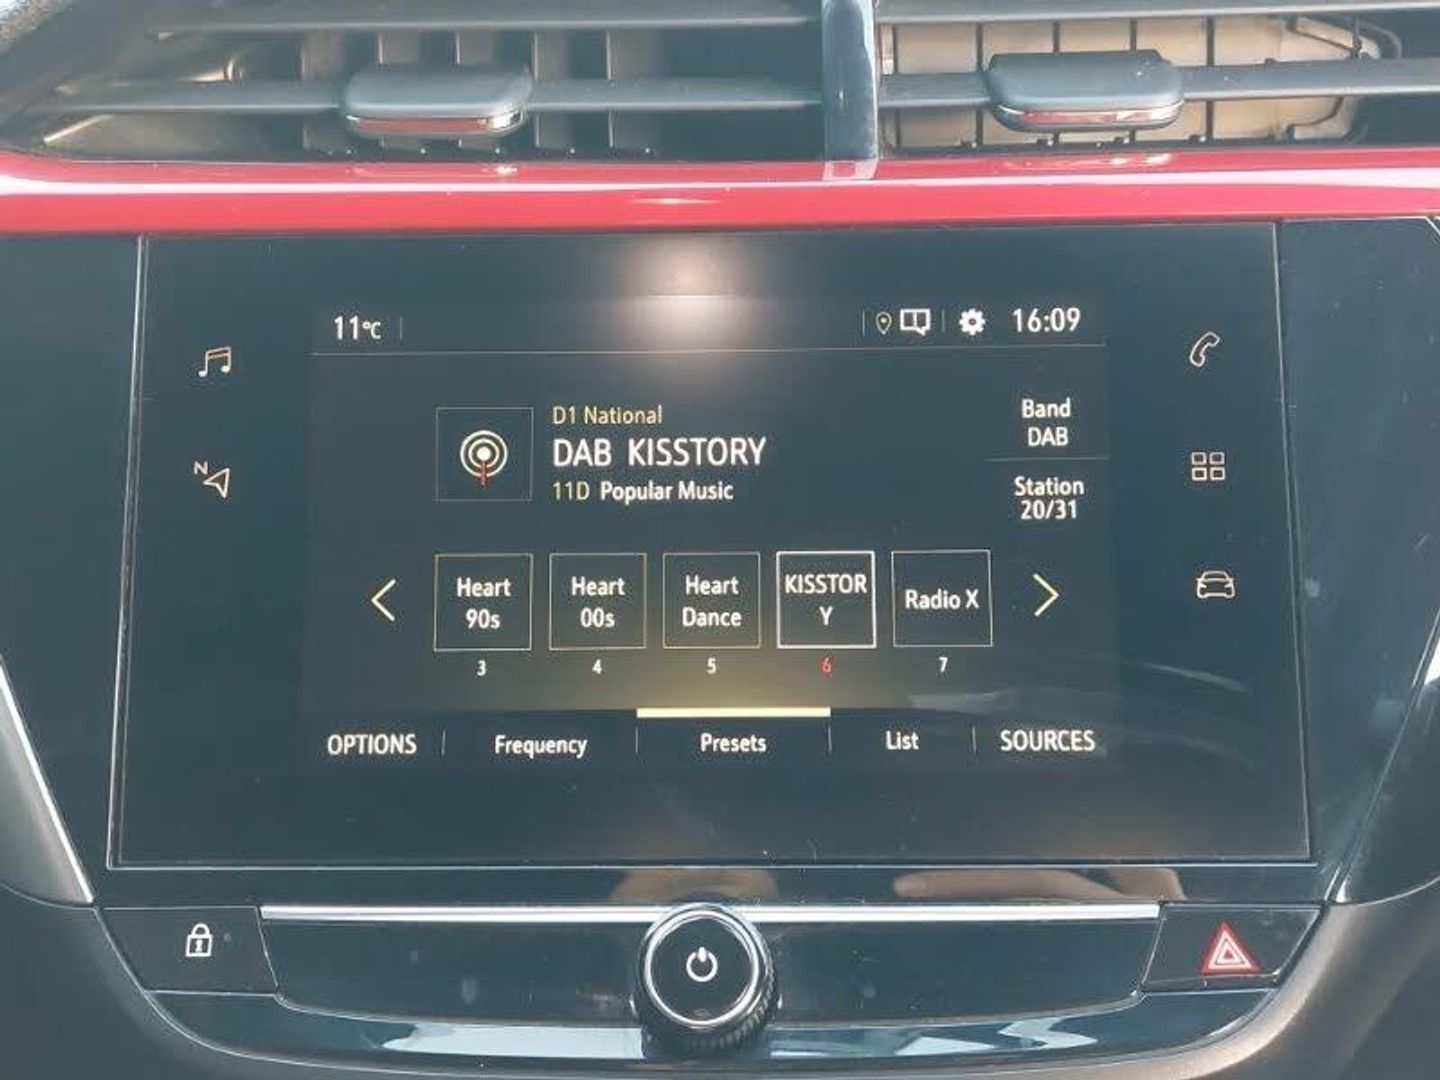 11°C
16:09
D1 National
DAB KISSTORY
11D Popular Music
Band
DAB
Station
20/31
N
Heart
90s
3
Heart
00s
4
Heart
Dance
5
KISSTOR
Y
6
Radio X
7
OPTIONS
Frequency
Presets
List
SOURCES